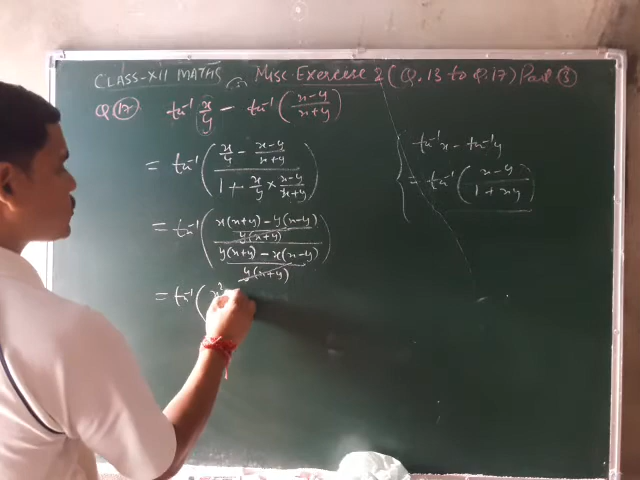 CLASS-XII MATHS Misc. Exercise 2 (Q.13 to Q.17) Part (3)
Q.(17) tan⁻¹ x/y − tan⁻¹ ((x−y)/(x+y))
= tan⁻¹ ((x/y − (x−y)/(x+y)) / (1 + x/y × (x−y)/(x+y)))
= tan⁻¹ (((x(x+y) − y(x−y)) / (y(x+y))) / ((y(x+y) − x(x−y)) / (y(x+y))))
= tan⁻¹ (x²
tan⁻¹x − tan⁻¹y
= tan⁻¹ ((x−y) / (1+xy))